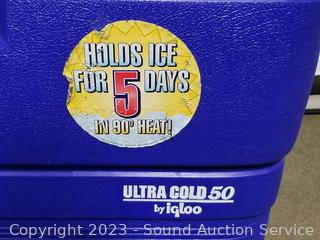 HOLDS ICE
FOR 5 DAYS
IN 90° HEAT!
ULTRA COLD 50
by igloo
Copyright 2023 - Sound Auction Service